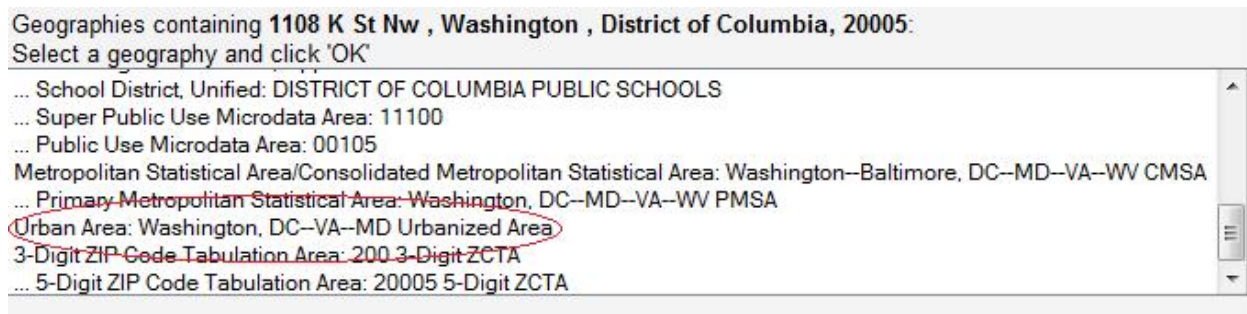 Geographies containing 1108 K St Nw , Washington , District of Columbia, 20005:
Select a geography and click 'OK'
... School District, Unified: DISTRICT OF COLUMBIA PUBLIC SCHOOLS
... Super Public Use Microdata Area: 11100
... Public Use Microdata Area: 00105
Metropolitan Statistical Area/Consolidated Metropolitan Statistical Area: Washington--Baltimore, DC--MD--VA--WV CMSA
... Primary Metropolitan Statistical Area: Washington, DC--MD--VA--WV PMSA
Urban Area: Washington, DC--VA--MD Urbanized Area
3-Digit ZIP Code Tabulation Area: 200 3-Digit ZCTA
... 5-Digit ZIP Code Tabulation Area: 20005 5-Digit ZCTA